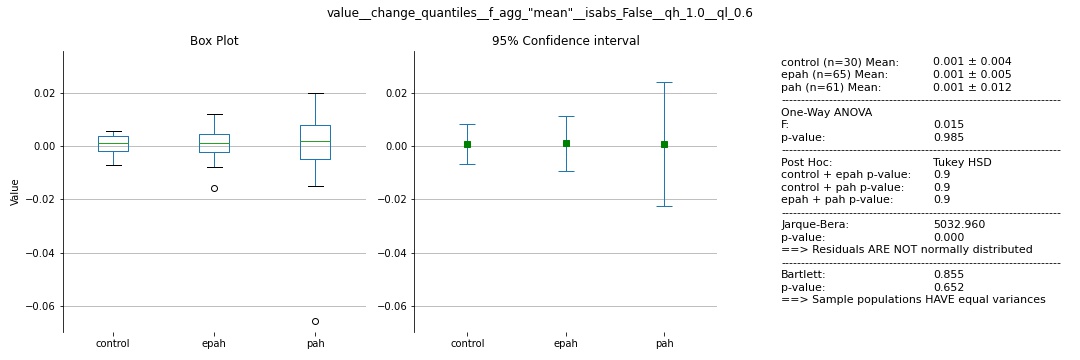 value__change_quantiles__f_agg_"mean"__isabs_False__qh_1.0__ql_0.6
Box Plot
Value
0.02
0.00
−0.02
−0.04
−0.06
control epah pah
95% Confidence interval
0.02
0.00
−0.02
−0.04
−0.06
control epah pah
control (n=30) Mean: 0.001 ± 0.004
epah (n=65) Mean: 0.001 ± 0.005
pah (n=61) Mean: 0.001 ± 0.012
One-Way ANOVA
F: 0.015
p-value: 0.985
Post Hoc: Tukey HSD
control + epah p-value: 0.9
control + pah p-value: 0.9
epah + pah p-value: 0.9
Jarque-Bera: 5032.960
p-value: 0.000
==> Residuals ARE NOT normally distributed
Bartlett: 0.855
p-value: 0.652
==> Sample populations HAVE equal variances